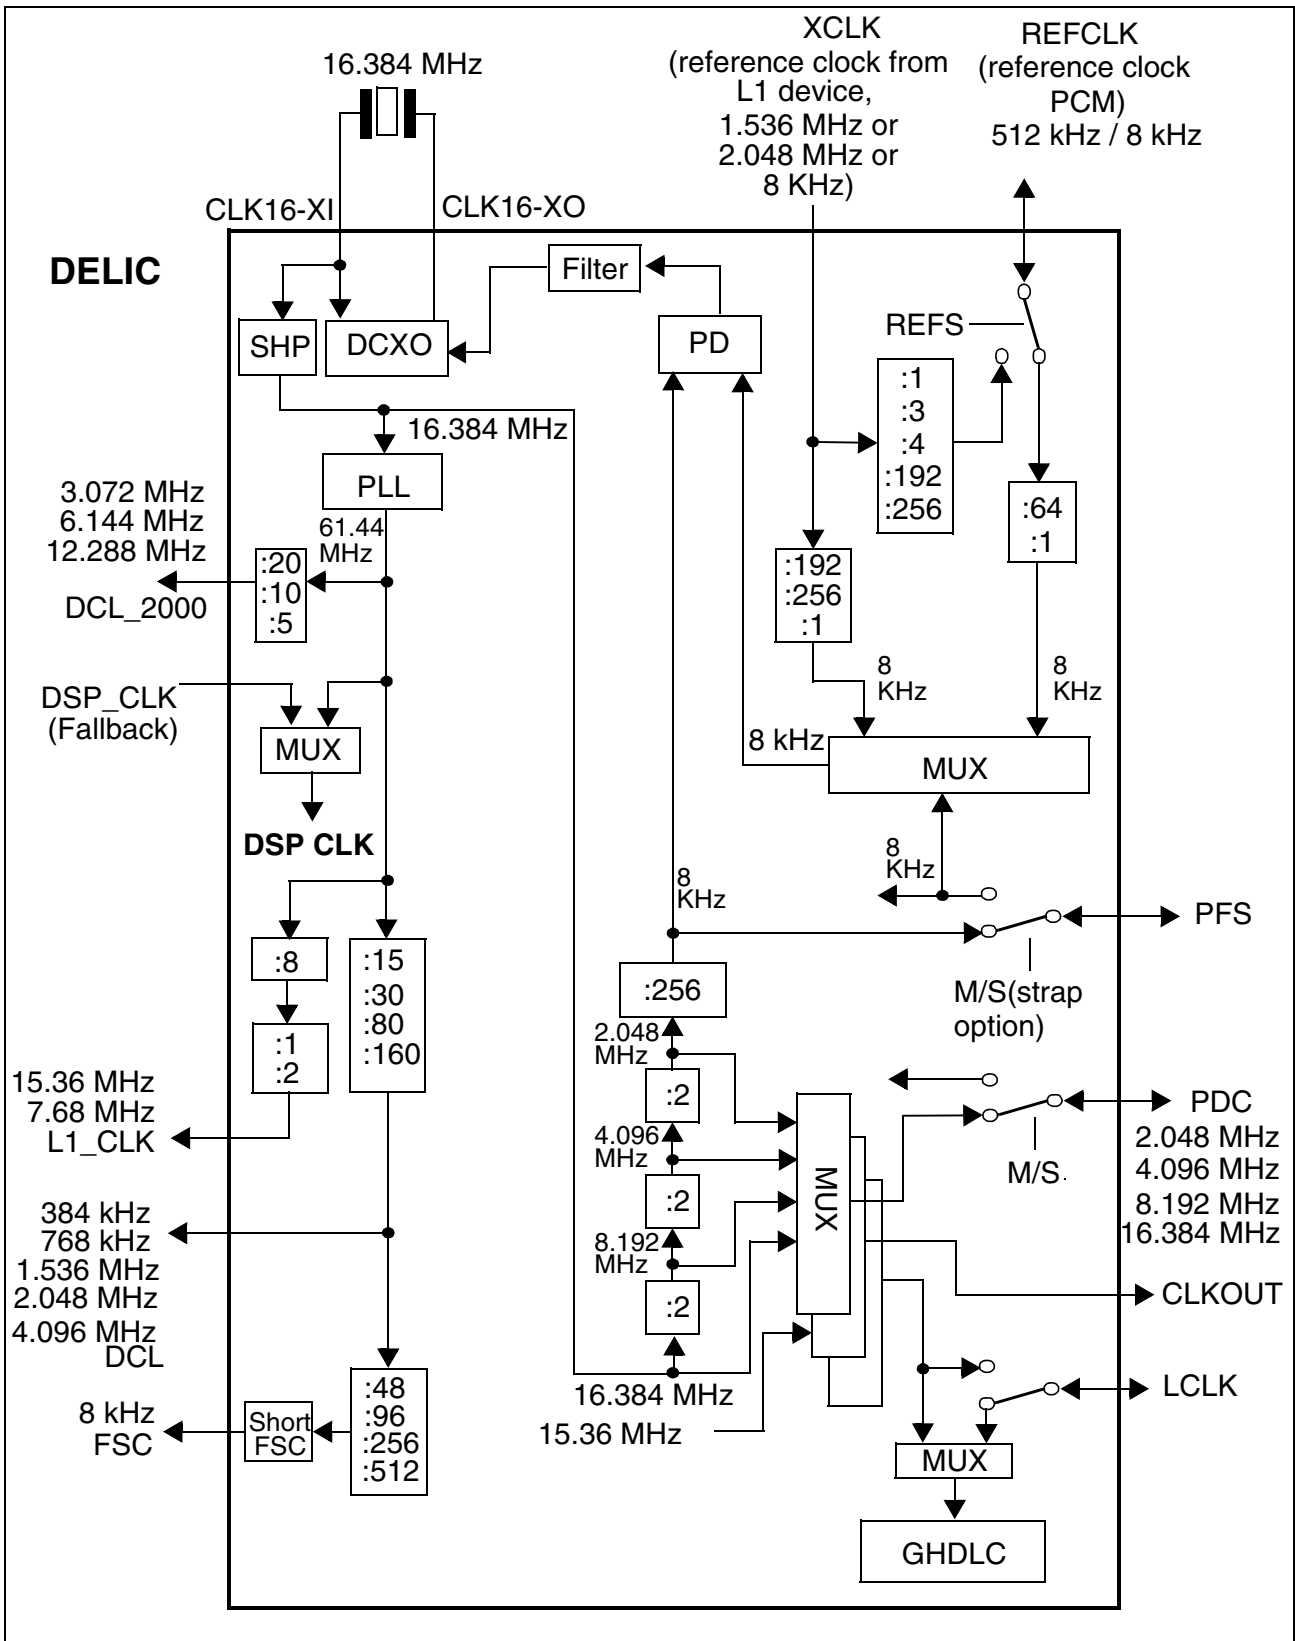 XCLK
(reference clock from
L1 device,
1.536 MHz or
2.048 MHz or
8 KHz)
REFCLK
(reference clock
PCM)
512 kHz / 8 kHz
16.384 MHz
CLK16-XI
CLK16-XO
DELIC
Filter
SHP
DCXO
PD
REFS
:1
:3
:4
:192
:256
16.384 MHz
PLL
:64
:1
3.072 MHz
6.144 MHz
12.288 MHz
DCL_2000
61.44
MHz
:20
:10
:5
:192
:256
:1
8
KHz
8
KHz
DSP_CLK
(Fallback)
MUX
DSP CLK
8 kHz
MUX
8
KHz
8
KHz
PFS
M/S(strap
option)
:8
:15
:30
:80
:160
:1
:2
:256
2.048
MHz
:2
4.096
MHz
:2
8.192
MHz
:2
MUX
15.36 MHz
7.68 MHz
L1_CLK
PDC
2.048 MHz
4.096 MHz
8.192 MHz
16.384 MHz
M/S.
384 kHz
768 kHz
1.536 MHz
2.048 MHz
4.096 MHz
DCL
CLKOUT
16.384 MHz
15.36 MHz
LCLK
:48
:96
:256
:512
8 kHz
FSC
Short
FSC
MUX
GHDLC